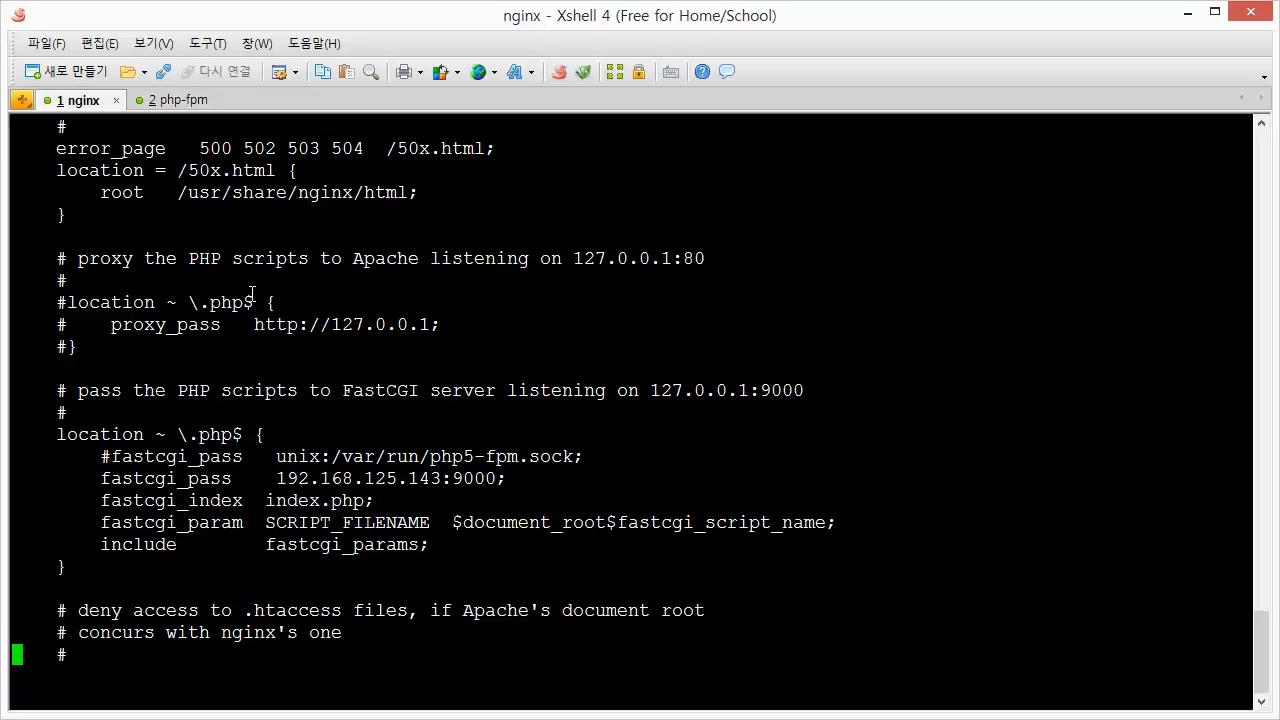 nginx - Xshell 4 (Free for Home/School)
파일(F) 편집(E) 보기(V) 도구(T) 창(W) 도움말(H)
새로 만들기 다시 연결
1 nginx 2 php-fpm
#
error_page   500 502 503 504  /50x.html;
location = /50x.html {
    root   /usr/share/nginx/html;
}
# proxy the PHP scripts to Apache listening on 127.0.0.1:80
#
#location ~ \.php$ {
#    proxy_pass   http://127.0.0.1;
#}
# pass the PHP scripts to FastCGI server listening on 127.0.0.1:9000
#
location ~ \.php$ {
    #fastcgi_pass   unix:/var/run/php5-fpm.sock;
    fastcgi_pass    192.168.125.143:9000;
    fastcgi_index  index.php;
    fastcgi_param  SCRIPT_FILENAME  $document_root$fastcgi_script_name;
    include        fastcgi_params;
}
# deny access to .htaccess files, if Apache's document root
# concurs with nginx's one
#